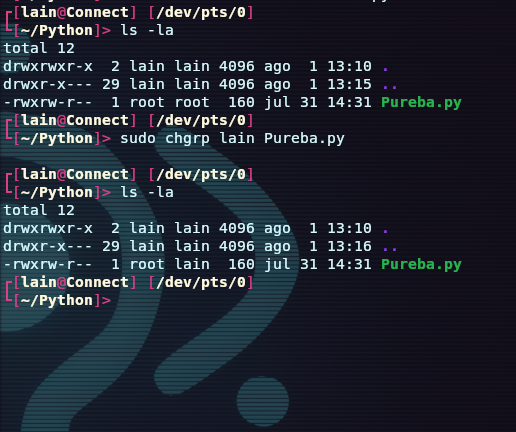 ┌[lain@Connect] [/dev/pts/0]
└[~/Python]> ls -la
total 12
drwxrwxr-x  2 lain lain 4096 ago  1 13:10 .
drwxr-x--- 29 lain lain 4096 ago  1 13:15 ..
-rwxrw-r--  1 root root  160 jul 31 14:31 Pureba.py
┌[lain@Connect] [/dev/pts/0]
└[~/Python]> sudo chgrp lain Pureba.py

┌[lain@Connect] [/dev/pts/0]
└[~/Python]> ls -la
total 12
drwxrwxr-x  2 lain lain 4096 ago  1 13:10 .
drwxr-x--- 29 lain lain 4096 ago  1 13:16 ..
-rwxrw-r--  1 root lain  160 jul 31 14:31 Pureba.py
┌[lain@Connect] [/dev/pts/0]
└[~/Python]>